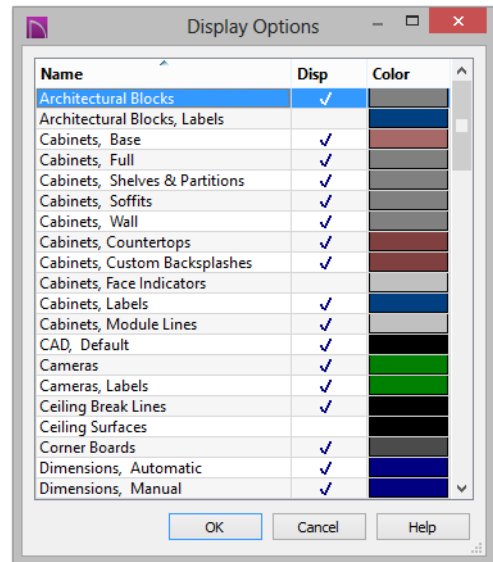 Display Options
Name Disp Color
Architectural Blocks
Architectural Blocks, Labels
Cabinets, Base
Cabinets, Full
Cabinets, Shelves & Partitions
Cabinets, Soffits
Cabinets, Wall
Cabinets, Countertops
Cabinets, Custom Backsplashes
Cabinets, Face Indicators
Cabinets, Labels
Cabinets, Module Lines
CAD, Default
Cameras
Cameras, Labels
Ceiling Break Lines
Ceiling Surfaces
Corner Boards
Dimensions, Automatic
Dimensions, Manual
OK Cancel Help